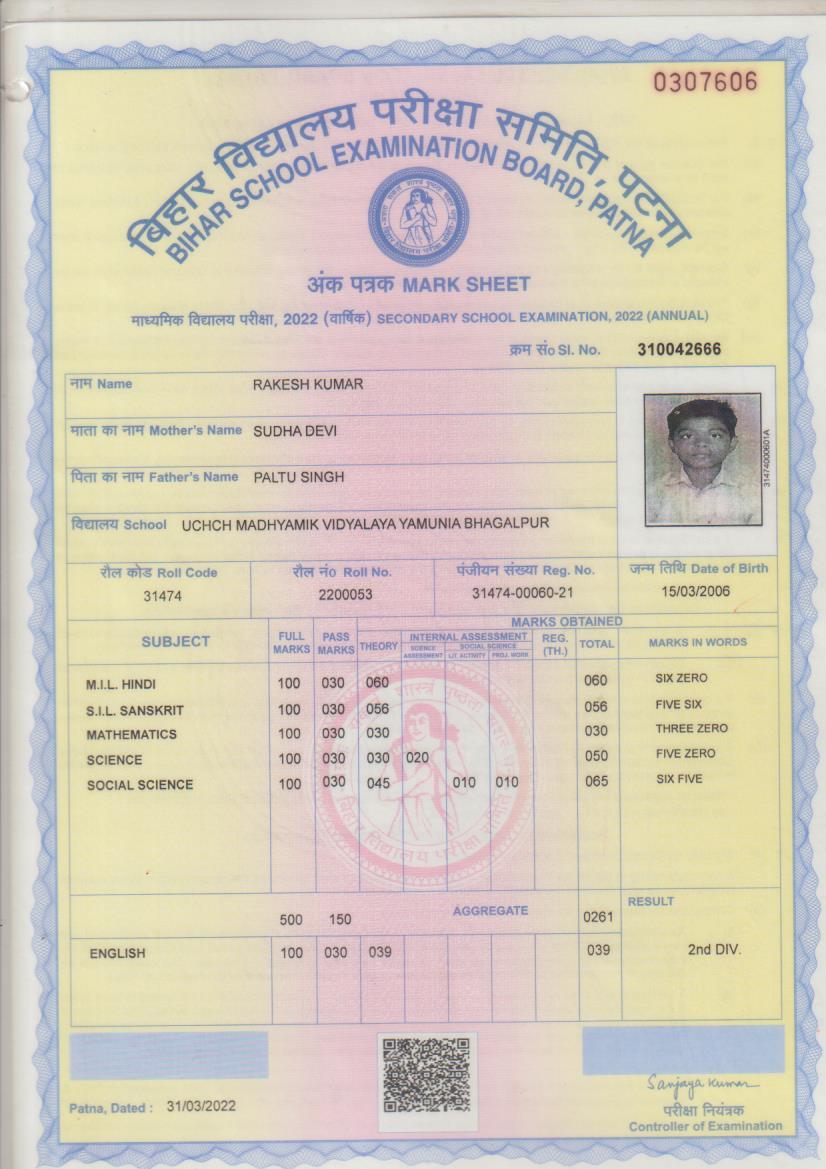 0307606
बिहार विद्यालय परीक्षा समिति, पटना
BIHAR SCHOOL EXAMINATION BOARD, PATNA
अंक पत्रक MARK SHEET
माध्यमिक विद्यालय परीक्षा, 2022 (वार्षिक) SECONDARY SCHOOL EXAMINATION, 2022 (ANNUAL)
क्रम सं० Sl. No. 310042666
नाम Name RAKESH KUMAR
माता का नाम Mother's Name SUDHA DEVI
पिता का नाम Father's Name PALTU SINGH
31474000601A
विद्यालय School UCHCH MADHYAMIK VIDYALAYA YAMUNIA BHAGALPUR
रौल कोड Roll Code रौल नं० Roll No. पंजीयन संख्या Reg. No. जन्म तिथि Date of Birth
31474 2200053 31474-00060-21 15/03/2006
MARKS OBTAINED
SUBJECT FULL MARKS PASS MARKS THEORY INTERNAL ASSESSMENT REG. (TH.) TOTAL MARKS IN WORDS
SCIENCE ASSESSMENT SOCIAL SCIENCE
LIT. ACTIVITY PROJ. WORK
M.I.L. HINDI 100 030 060 060 SIX ZERO
S.I.L. SANSKRIT 100 030 056 056 FIVE SIX
MATHEMATICS 100 030 030 030 THREE ZERO
SCIENCE 100 030 030 020 050 FIVE ZERO
SOCIAL SCIENCE 100 030 045 010 010 065 SIX FIVE
बिहार विद्यालय परीक्षा समिति
500 150 AGGREGATE 0261 RESULT
ENGLISH 100 030 039 039 2nd DIV.
Sanjaya Kumar
Patna, Dated : 31/03/2022 परीक्षा नियंत्रक
Controller of Examination